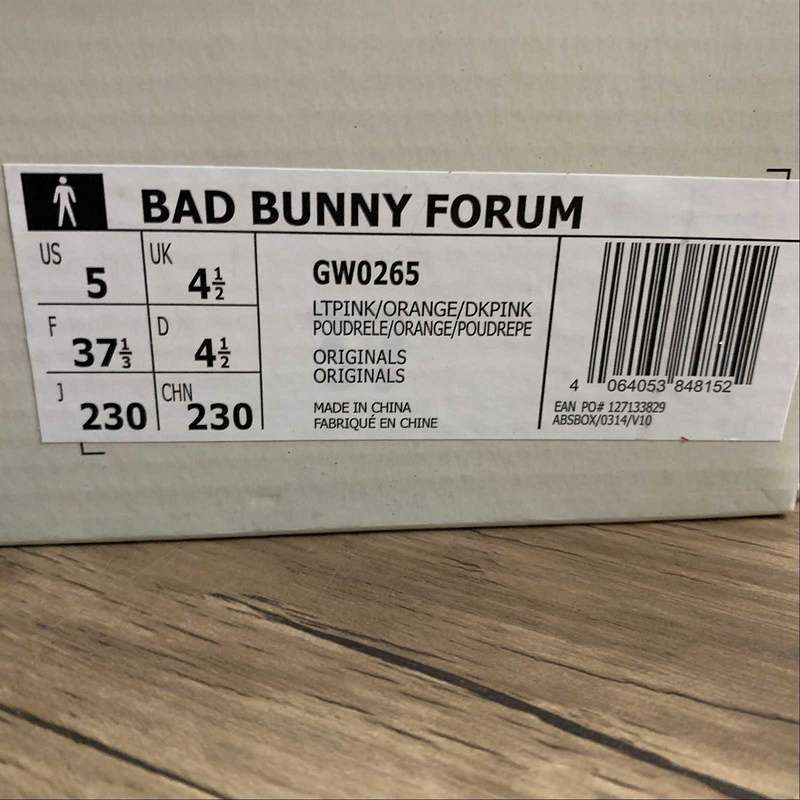 BAD BUNNY FORUM
US 5 UK 4½
F 37⅓ D 4½
J 230 CHN 230
GW0265
LTPINK/ORANGE/DKPINK
POUDRELE/ORANGE/POUDREPE
ORIGINALS
ORIGINALS
MADE IN CHINA
FABRIQUÉ EN CHINE
4 064053 848152
EAN PO# 127133829
ABSBOX/0314/V10